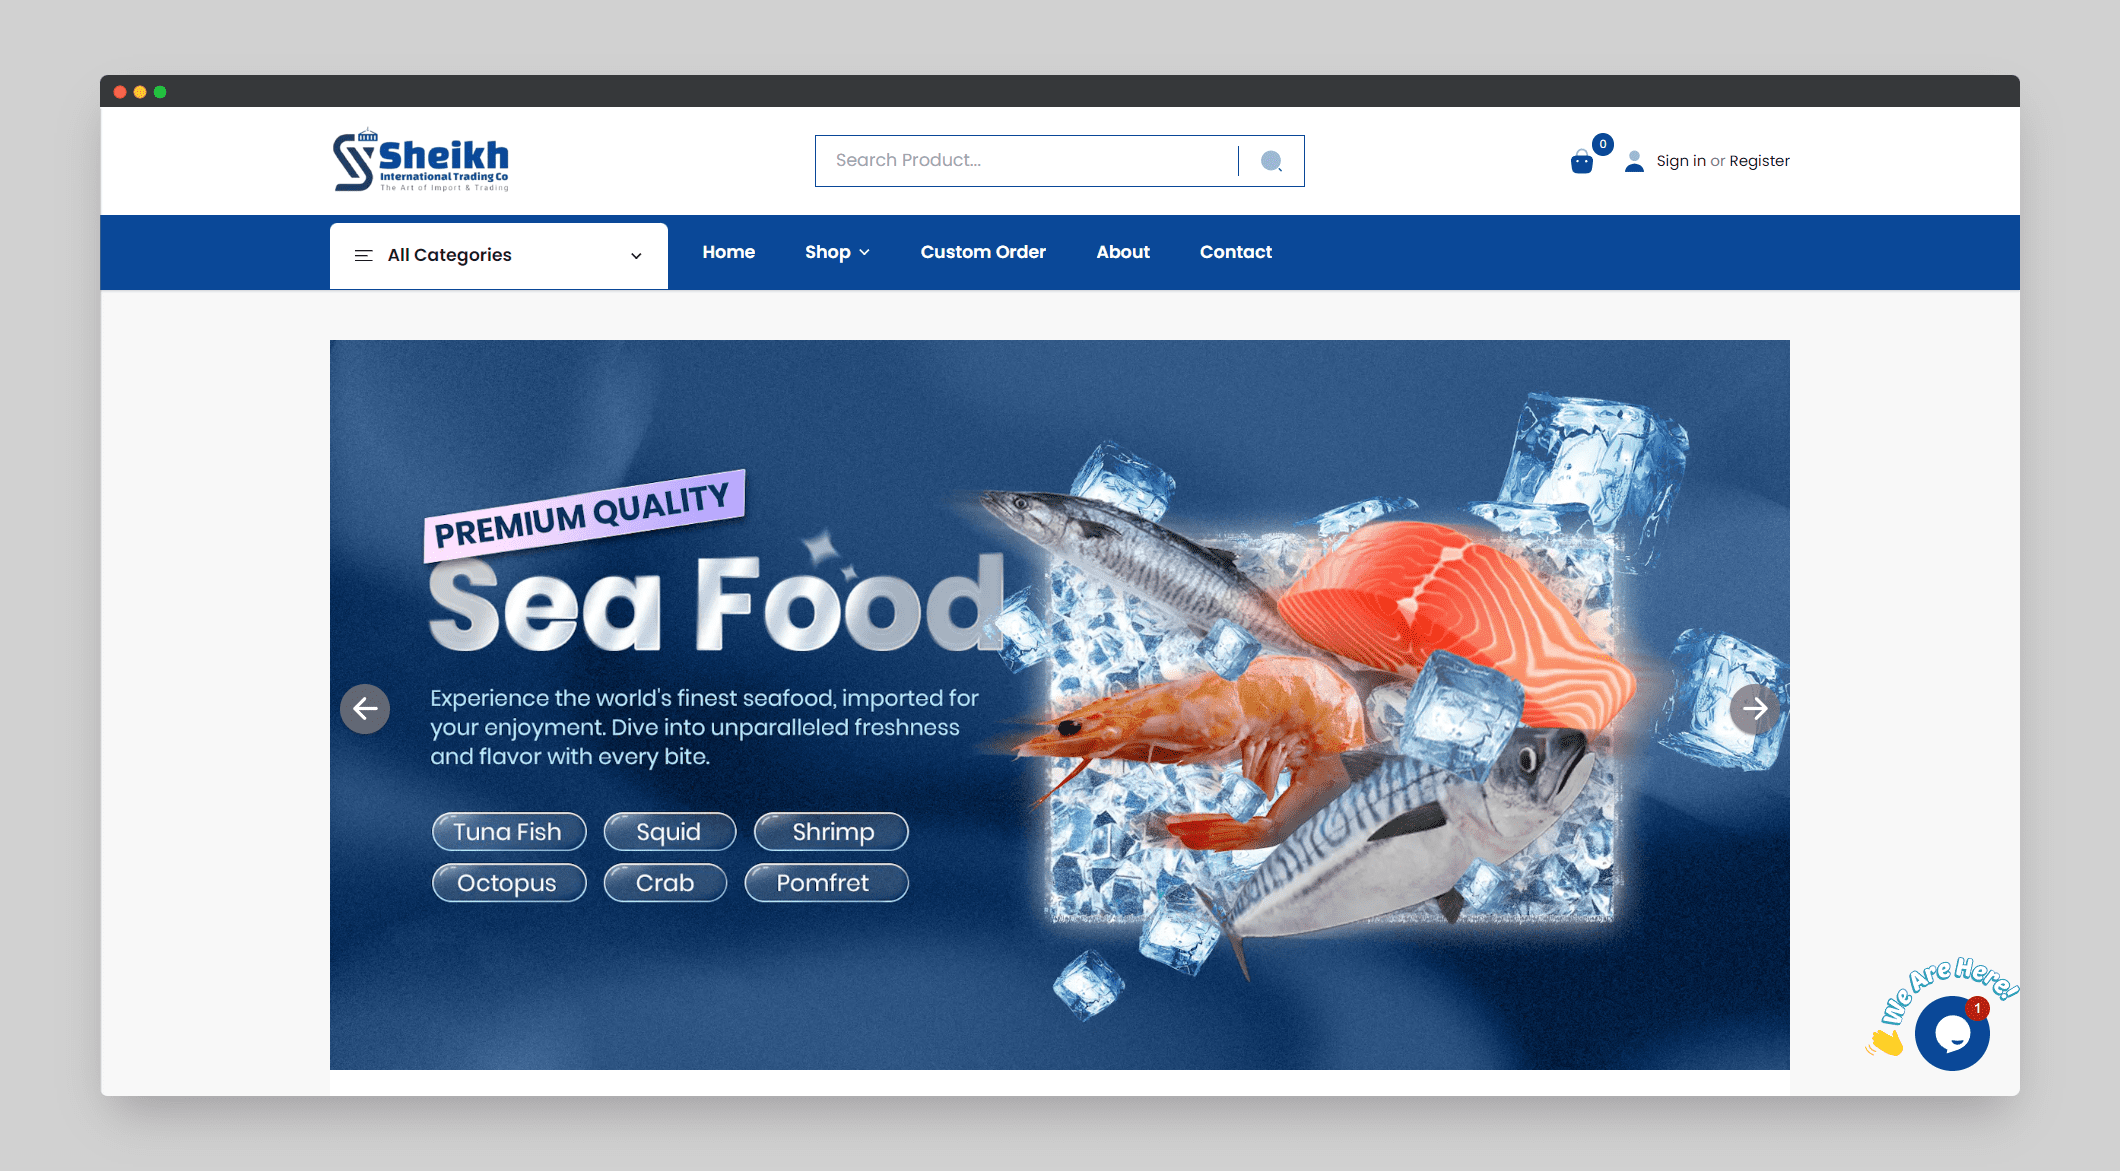 Sheikh
International Trading Co
The Art of Import & Trading
Search Product...
0
Sign in or Register
All Categories
Home
Shop
Custom Order
About
Contact
PREMIUM QUALITY
Sea Food
Experience the world's finest seafood, imported for
your enjoyment. Dive into unparalleled freshness
and flavor with every bite.
Tuna Fish
Squid
Shrimp
Octopus
Crab
Pomfret
We Are Here!
1